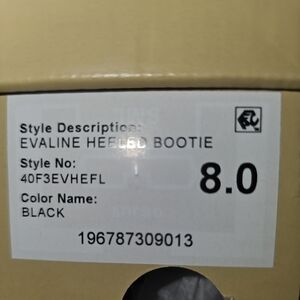 Style Description:
EVALINE HEELED BOOTIE
Style No:
40F3EVHEFL
8.0
Color Name:
BLACK
196787309013